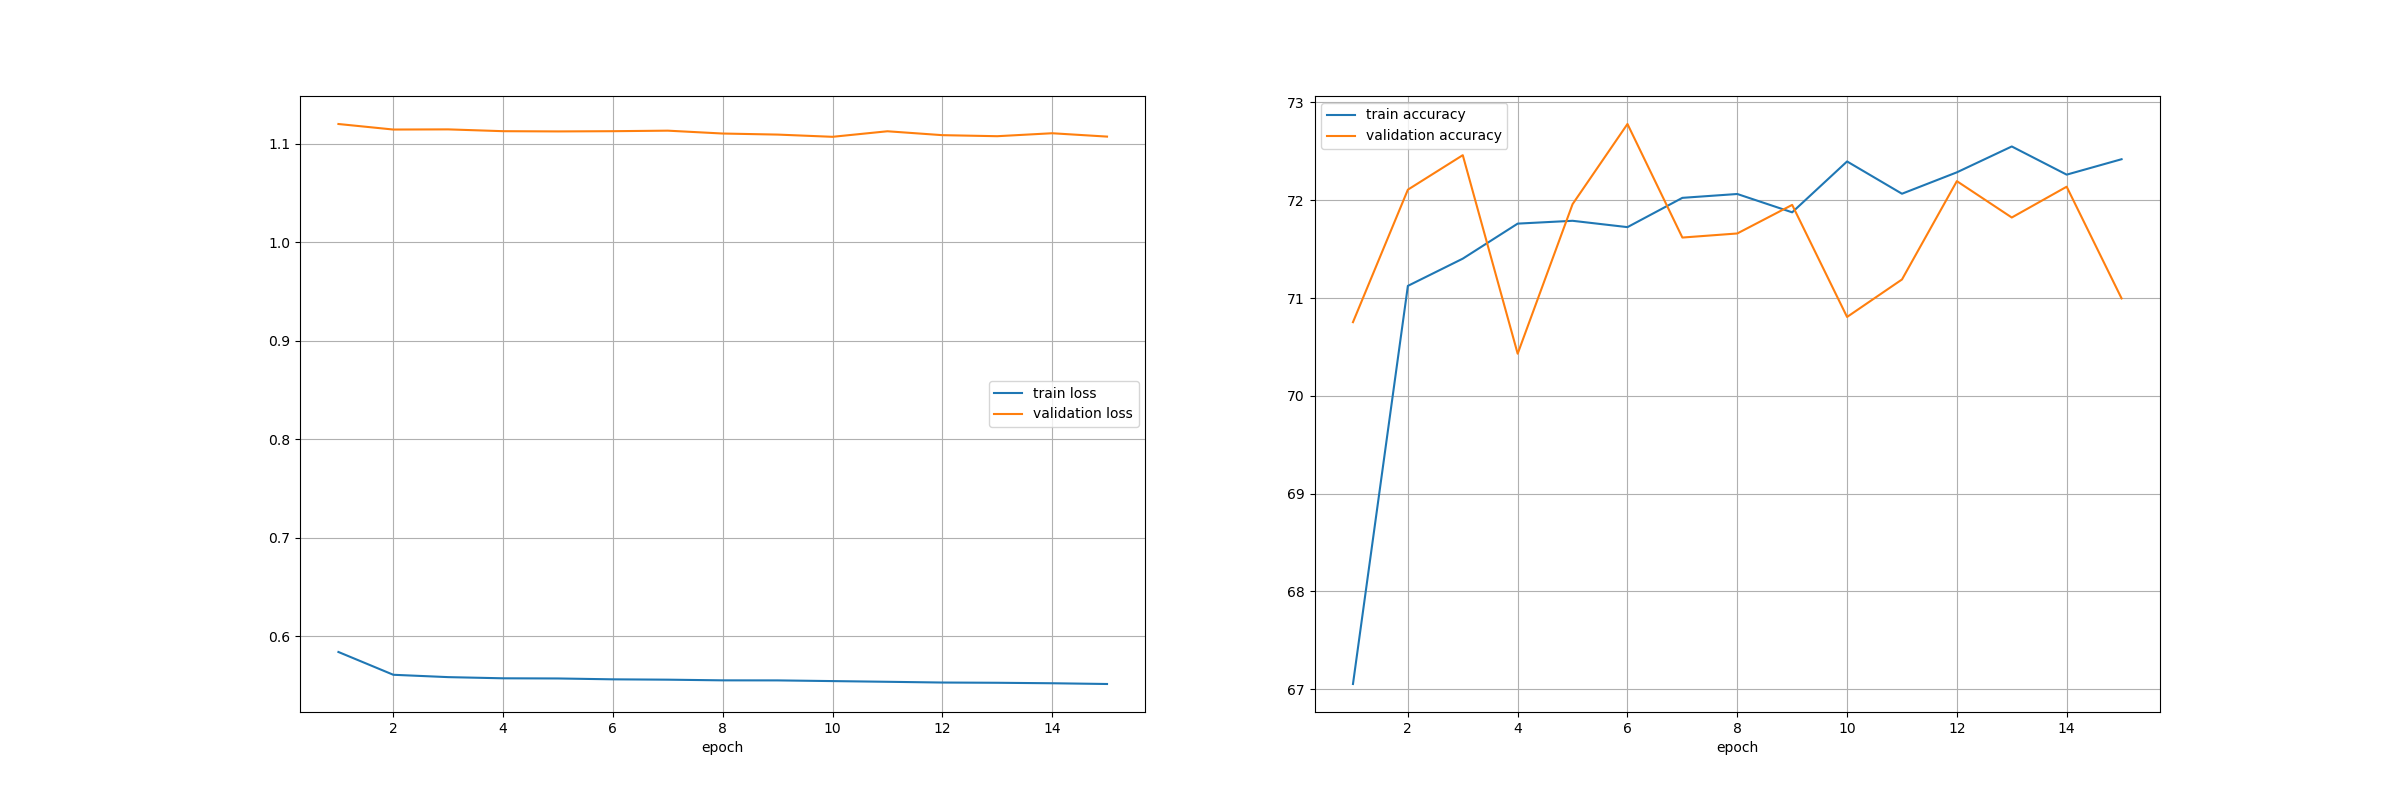 1.1
1.0
0.9
0.8
0.7
0.6
2 4 6 8 10 12 14
epoch
train loss
validation loss
73
72
71
70
69
68
67
2 4 6 8 10 12 14
epoch
train accuracy
validation accuracy